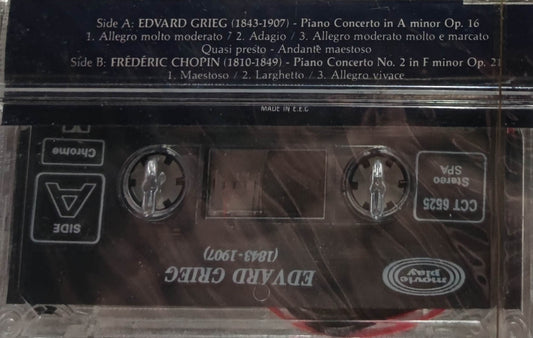 Side A: EDVARD GRIEG (1843-1907) - Piano Concerto in A minor Op. 16
1. Allegro molto moderato / 2. Adagio / 3. Allegro moderato molto e marcato
Quasi presto - Andante maestoso
Side B: FRÉDÉRIC CHOPIN (1810-1849) - Piano Concerto No. 2 in F minor Op. 21
1. Maestoso / 2. Larghetto / 3. Allegro vivace
MADE IN E.E.C
movie
play
EDVARD GRIEG
(1843-1907)
CCT 6525
Stereo
SPA
SIDE
A
Chrome